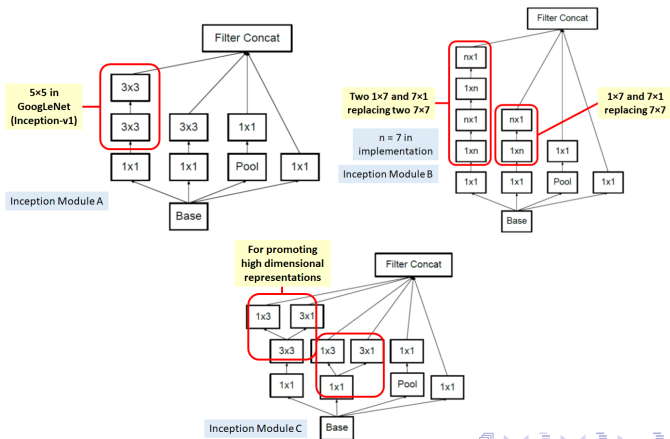 Filter Concat
5×5 in
GoogLeNet
(Inception-v1)
3x3
3x3
3x3
1x1
1x1
1x1
Pool
1x1
Inception Module A
Base
Filter Concat
Two 1×7 and 7×1
replacing two 7×7
n = 7 in
implementation
Inception Module B
nx1
1xn
nx1
nx1
1xn
1xn
1x1
1x1
1x1
Pool
1x1
Base
1×7 and 7×1
replacing 7×7
For promoting
high dimensional
representations
Filter Concat
1x3
3x1
3x3
1x3
3x1
1x1
1x1
1x1
Pool
1x1
Inception Module C
Base